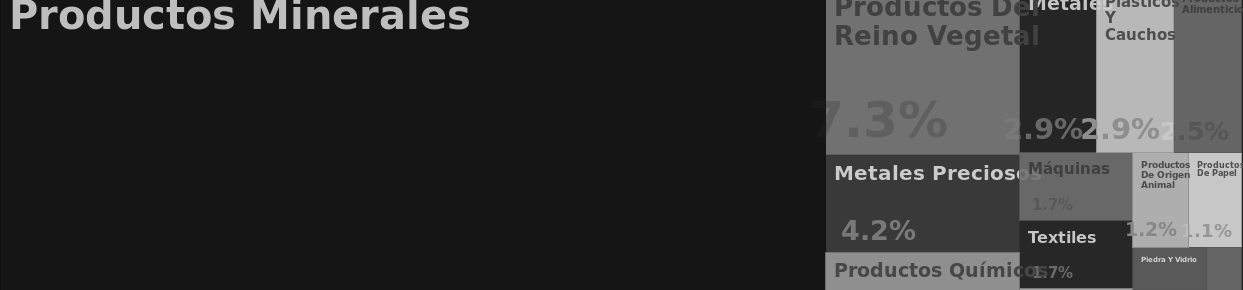 Productos Minerales
Productos Del
Reino Vegetal
7.3%
Metales
2.9%
Plásticos
Y
Cauchos
2.9%
Productos
Alimenticios
2.5%
Metales Preciosos
4.2%
Productos Químicos
Máquinas
1.7%
Textiles
1.7%
Productos
De Origen
Animal
1.2%
Productos
De Papel
1.1%
Piedra Y Vidrio